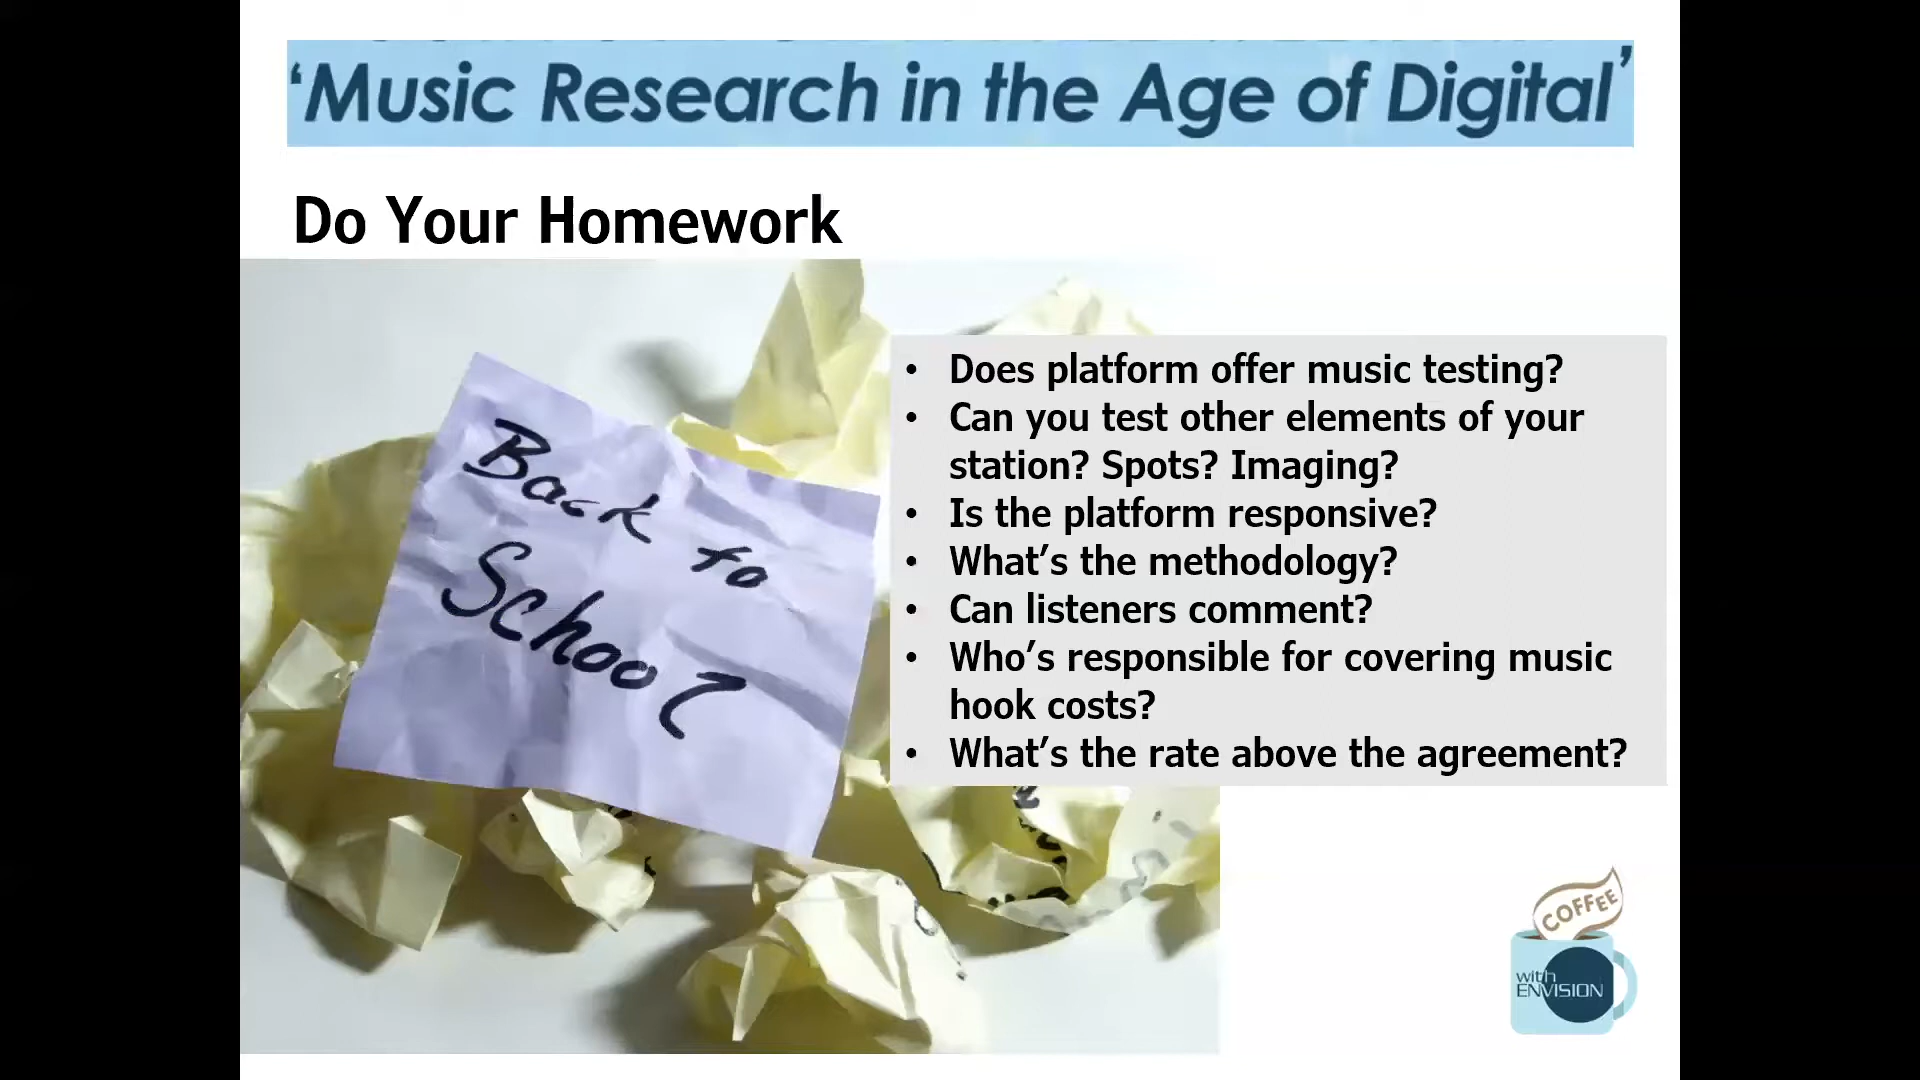 ‘Music Research in the Age of Digital’
Do Your Homework
Back to
School
• Does platform offer music testing?
• Can you test other elements of your
station? Spots? Imaging?
• Is the platform responsive?
• What’s the methodology?
• Can listeners comment?
• Who’s responsible for covering music
hook costs?
• What’s the rate above the agreement?
COFFEE
with
ENVISION